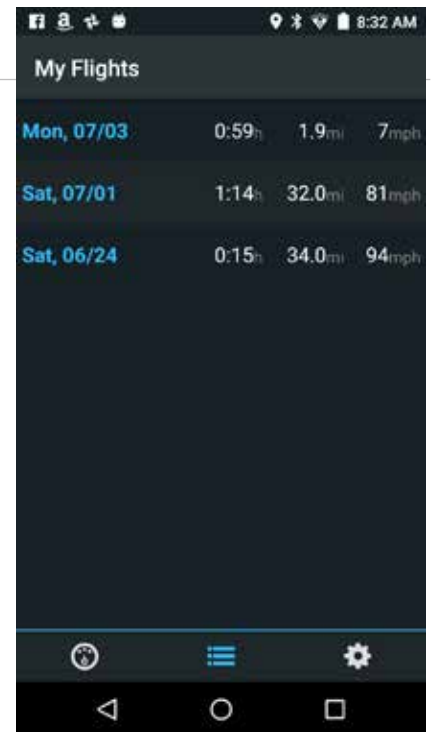 8:32 AM
My Flights
Mon, 07/03 0:59h 1.9mi 7mph
Sat, 07/01 1:14h 32.0mi 81mph
Sat, 06/24 0:15h 34.0mi 94mph